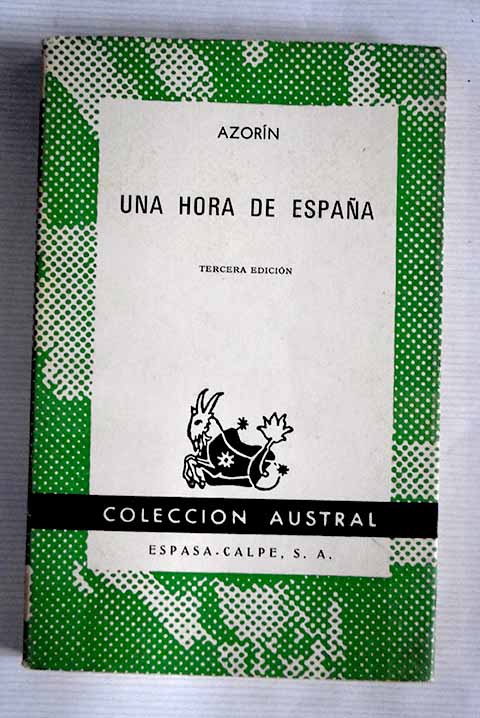 AZORÍN
UNA HORA DE ESPAÑA
TERCERA EDICIÓN
COLECCION AUSTRAL
ESPASA-CALPE, S. A.